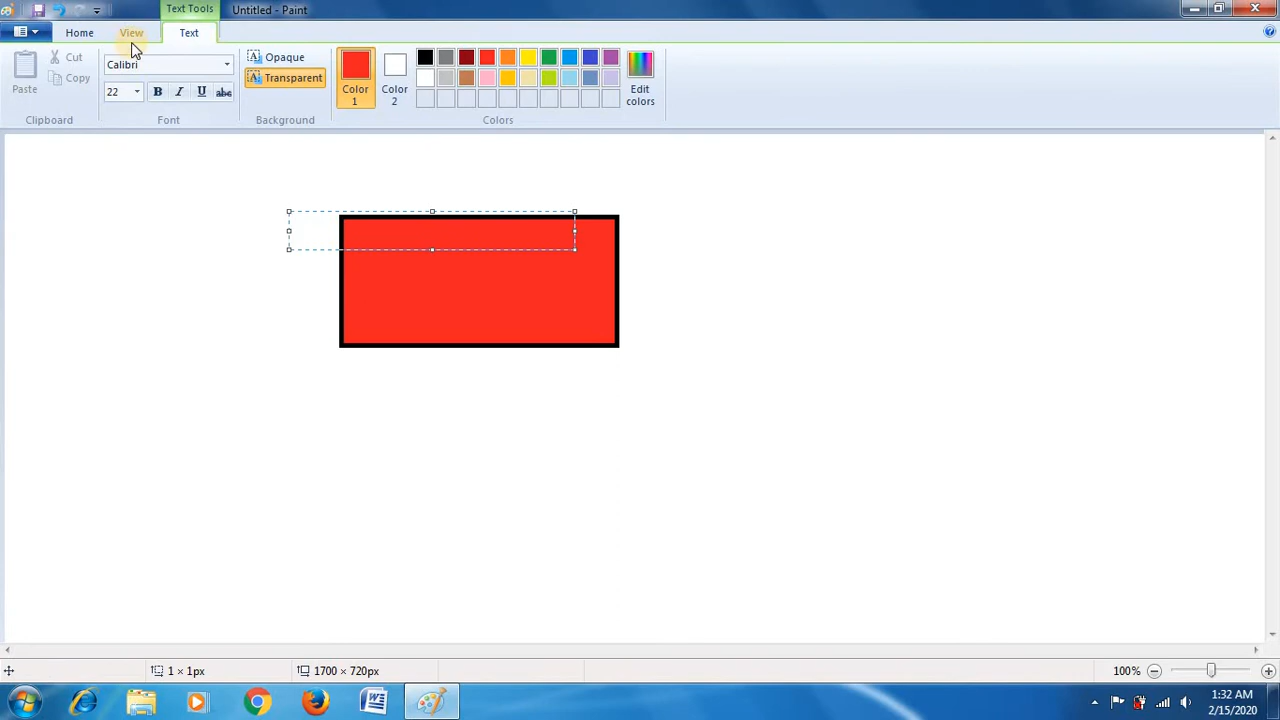 Text Tools
Untitled - Paint
Home
View
Text
Paste
Cut
Copy
Clipboard
Calibri
22
B I U abc
Font
Opaque
Transparent
Background
Color 1
Color 2
Edit colors
Colors
1 × 1px
1700 × 720px
100%
1:32 AM
2/15/2020